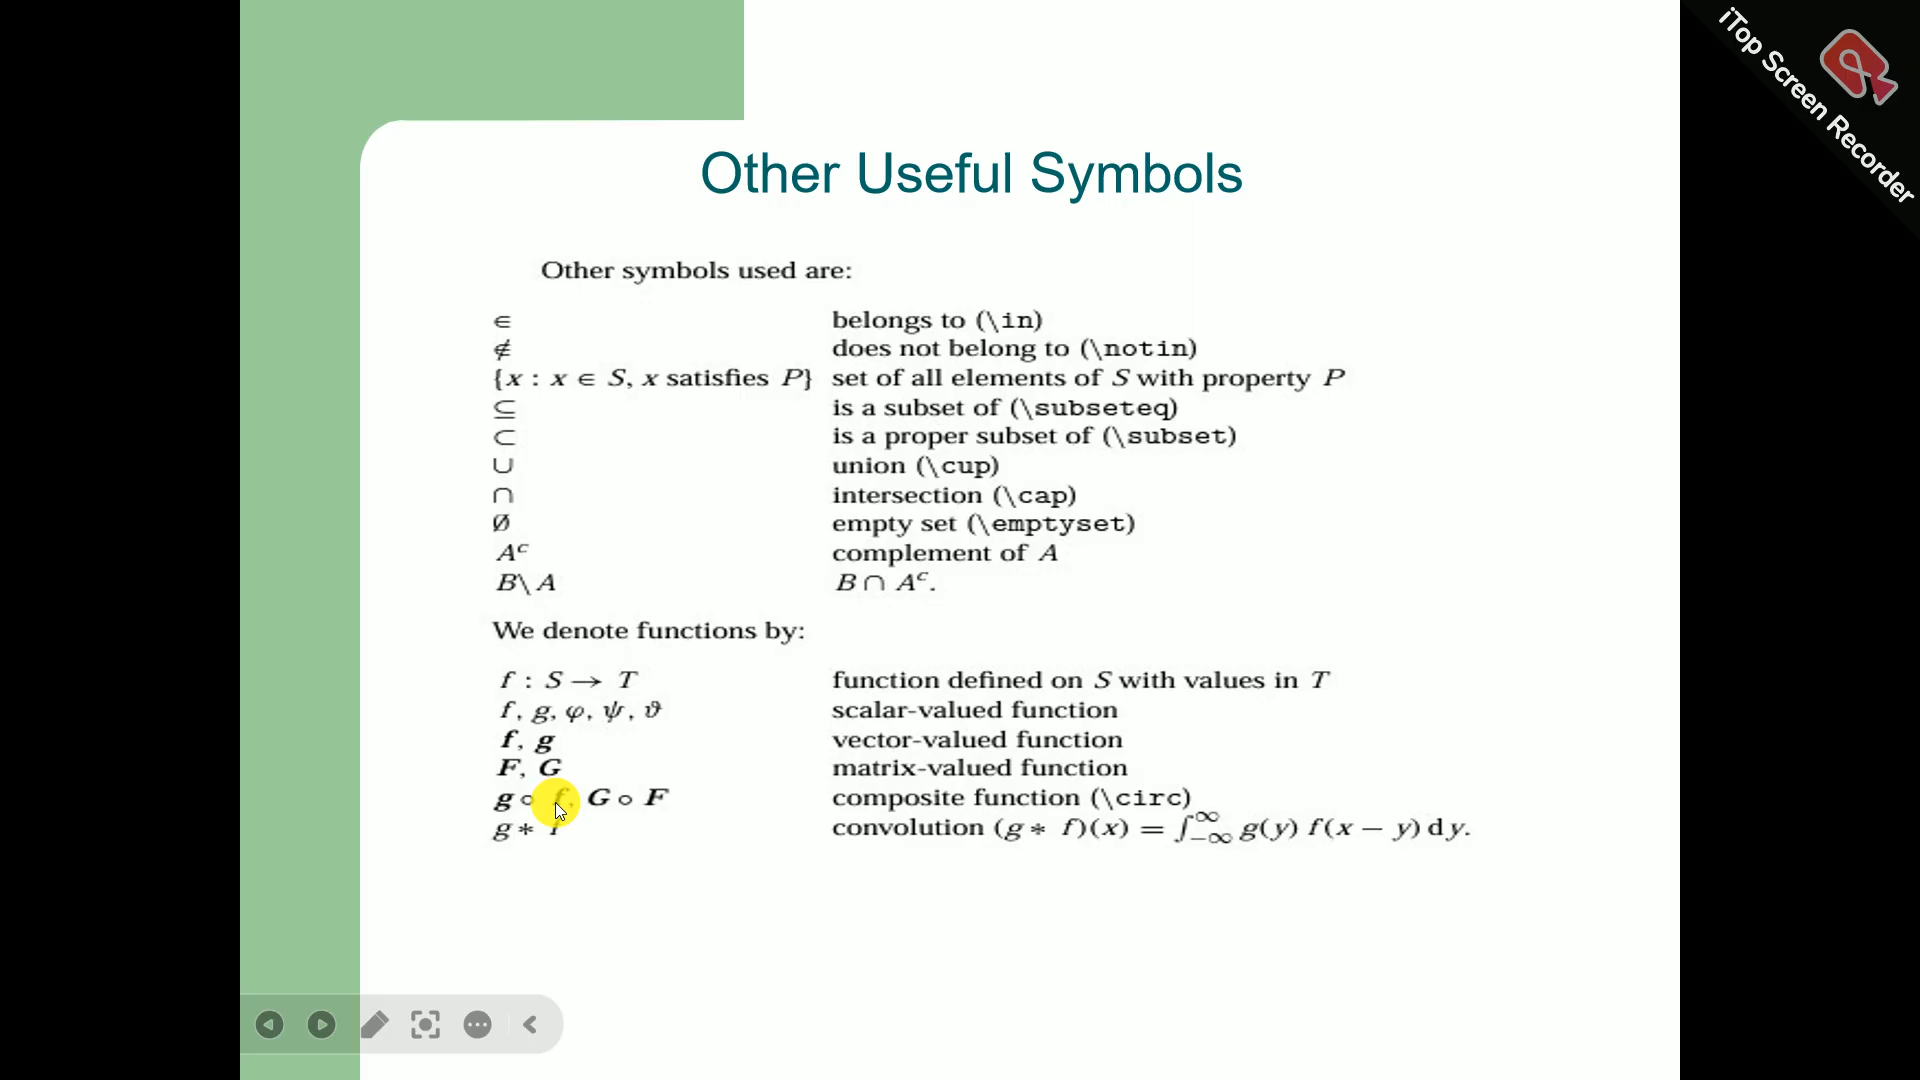 iTop Screen Recorder
Other Useful Symbols
Other symbols used are:
∈ belongs to (\in)
∉ does not belong to (\notin)
{x : x ∈ S, x satisfies P} set of all elements of S with property P
⊆ is a subset of (\subseteq)
⊂ is a proper subset of (\subset)
∪ union (\cup)
∩ intersection (\cap)
∅ empty set (\emptyset)
Aᶜ complement of A
B\ A B ∩ Aᶜ.
We denote functions by:
f : S → T function defined on S with values in T
f, g, φ, ψ, ϑ scalar-valued function
f, g vector-valued function
F, G matrix-valued function
g ∘ f, G ∘ F composite function (\circ)
g ∗ f convolution (g ∗ f)(x) = ∫_{−∞}^{∞} g(y) f(x − y) dy.